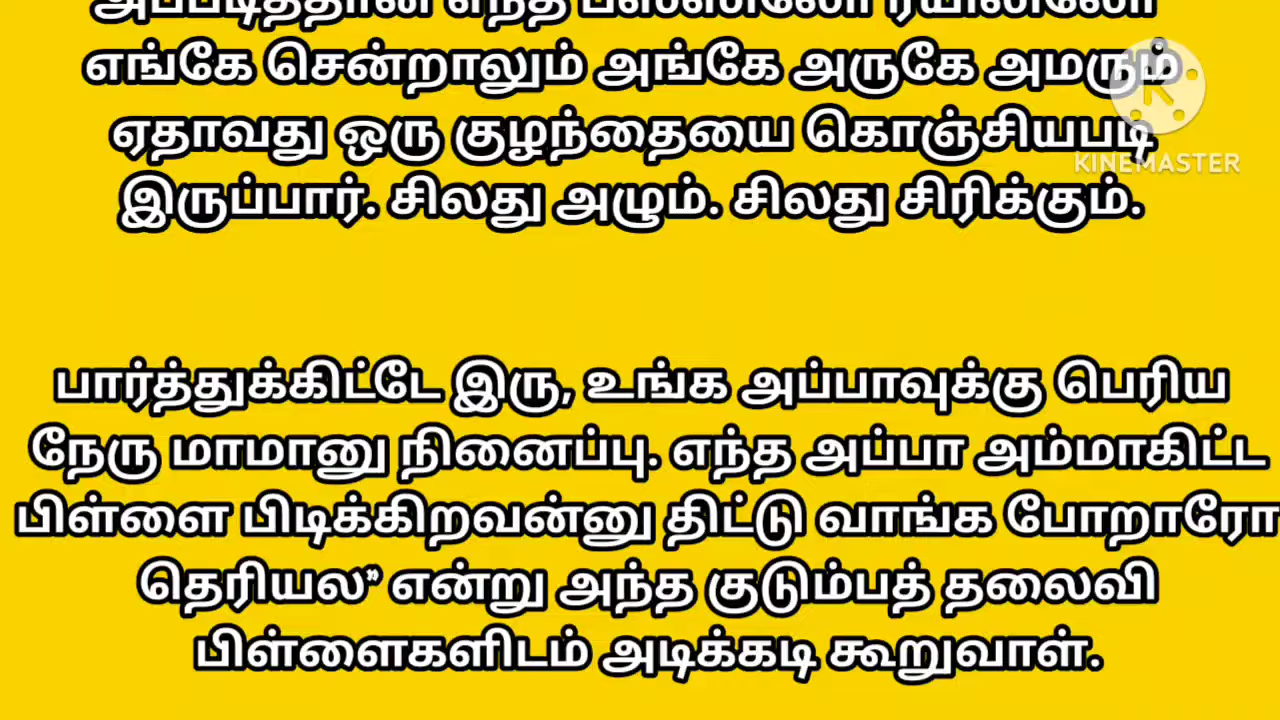 அப்படித்தான் எந்த பஸ்ஸிலோ ரயிலிலோ
எங்கே சென்றாலும் அங்கே அருகே அமரும்
ஏதாவது ஒரு குழந்தையை கொஞ்சியபடி
இருப்பார். சிலது அழும். சிலது சிரிக்கும்.
பார்த்துக்கிட்டே இரு, உங்க அப்பாவுக்கு பெரிய
நேரு மாமானு நினைப்பு. எந்த அப்பா அம்மாகிட்ட
பிள்ளை பிடிக்கிறவன்னு திட்டு வாங்க போறாரோ
தெரியல” என்று அந்த குடும்பத் தலைவி
பிள்ளைகளிடம் அடிக்கடி கூறுவாள்.
KINEMASTER